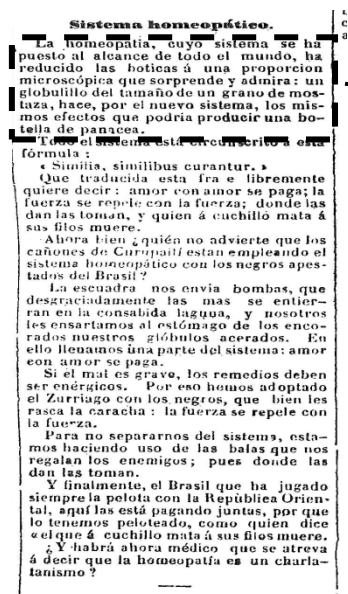 Sistema homeopático.
La homeopatia, cuyo sistema se ha
puesto al alcance de todo el mundo, ha
reducido las boticas á una proporcion
microscópica que sorprende y admira: un
globulillo del tamaño de un grano de mos-
taza, hace, por el nuevo sistema, los mis-
mos efectos que podria producir una bo-
tella de panacea.
Todo el sistema está circunscrito á esta
fórmula:
« Similia, similibus curantur. »
Que traducida esta fra e libremente
quiere decir: amor con amor se paga; la
fuerza se repele con la fuerza; donde las
dan las toman, y quien á cuchillo mata á
sus filos muere.
Ahora bien ¿quién no advierte que los
cañones de Curupaití estan empleando el
sistema homeopático con los negros apes-
tados del Brasil?
La escuadra nos envia bombas, que
desgraciadamente las mas se entier-
ran en la consabida laguna, y nosotros
les ensartamos al estómago de los enco-
rados nuestros glóbulos acerados. En
ello llenamos una parte del sistema: amor
con amor se paga.
Si el mal es grave, los remedios deben
ser enérgicos. Por eso hemos adoptado
el Zurriago con los negros, que bien les
rasca la caracha: la fuerza se repele con
la fuerza.
Para no separarnos del sistema, esta-
mos haciendo uso de las balas que nos
regalan los enemigos; pues donde las
dan las toman.
Y finalmente, el Brasil que ha jugado
siempre la pelota con la República Orien-
tal, aquí las está pagando juntas, por que
lo tenemos peloteado, como quien dice
«el que á cuchillo mata á sus filos muere.
¿Y habrá ahora médico que se atreva
á decir que la homeopatía es un charla-
tanismo?